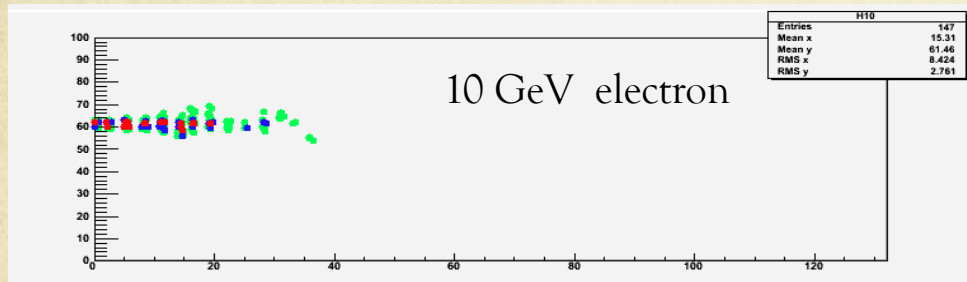 H10
Entries 147
Mean x 15.31
Mean y 61.46
RMS x 8.424
RMS y 2.761
10 GeV electron
100
90
80
70
60
50
40
30
20
10
0
0 20 40 60 80 100 120